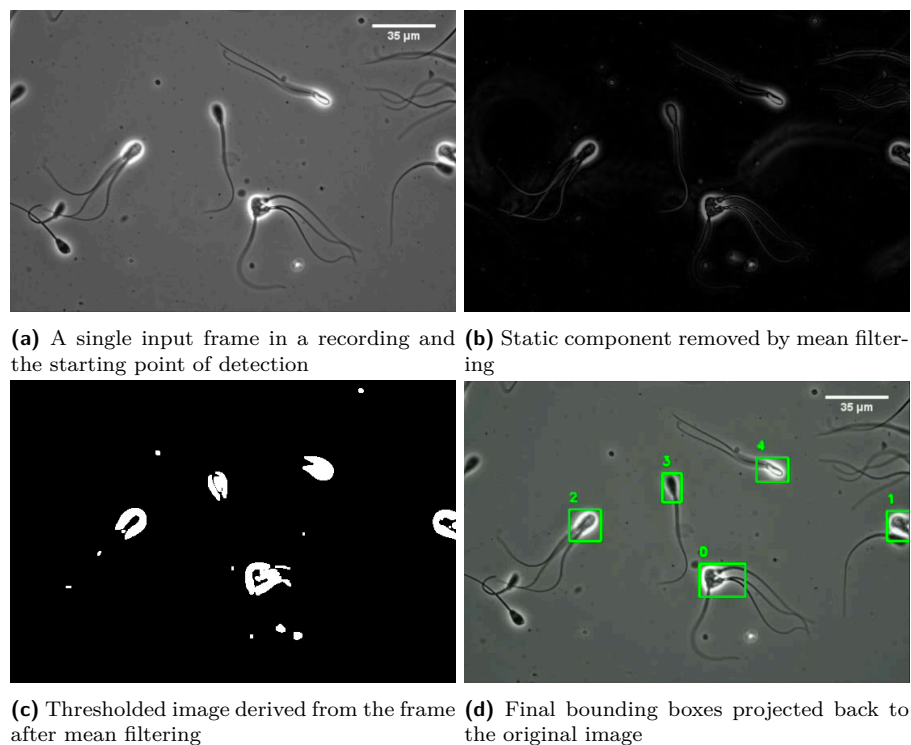 35 µm
(a) A single input frame in a recording and
the starting point of detection
(b) Static component removed by mean filter-
ing
35 µm
4
3
2
1
0
(c) Thresholded image derived from the frame
after mean filtering
(d) Final bounding boxes projected back to
the original image